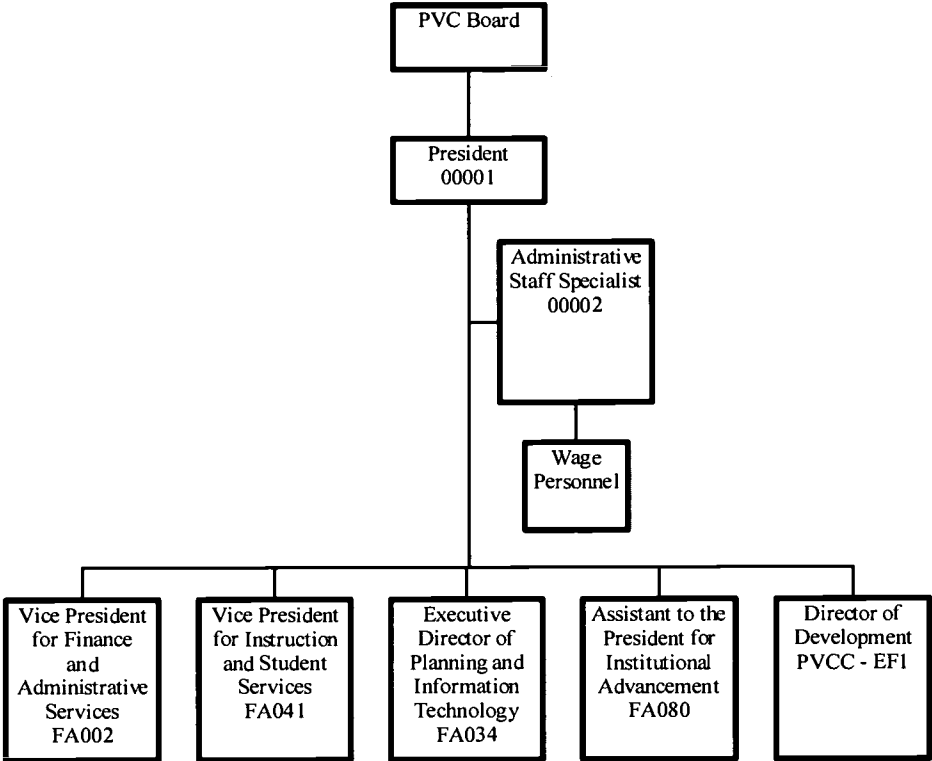 PVC Board
President
00001
Administrative
Staff Specialist
00002
Wage
Personnel
Vice President
for Finance
and
Administrative
Services
FA002
Vice President
for Instruction
and Student
Services
FA041
Executive
Director of
Planning and
Information
Technology
FA034
Assistant to the
President for
Institutional
Advancement
FA080
Director of
Development
PVCC - EF1